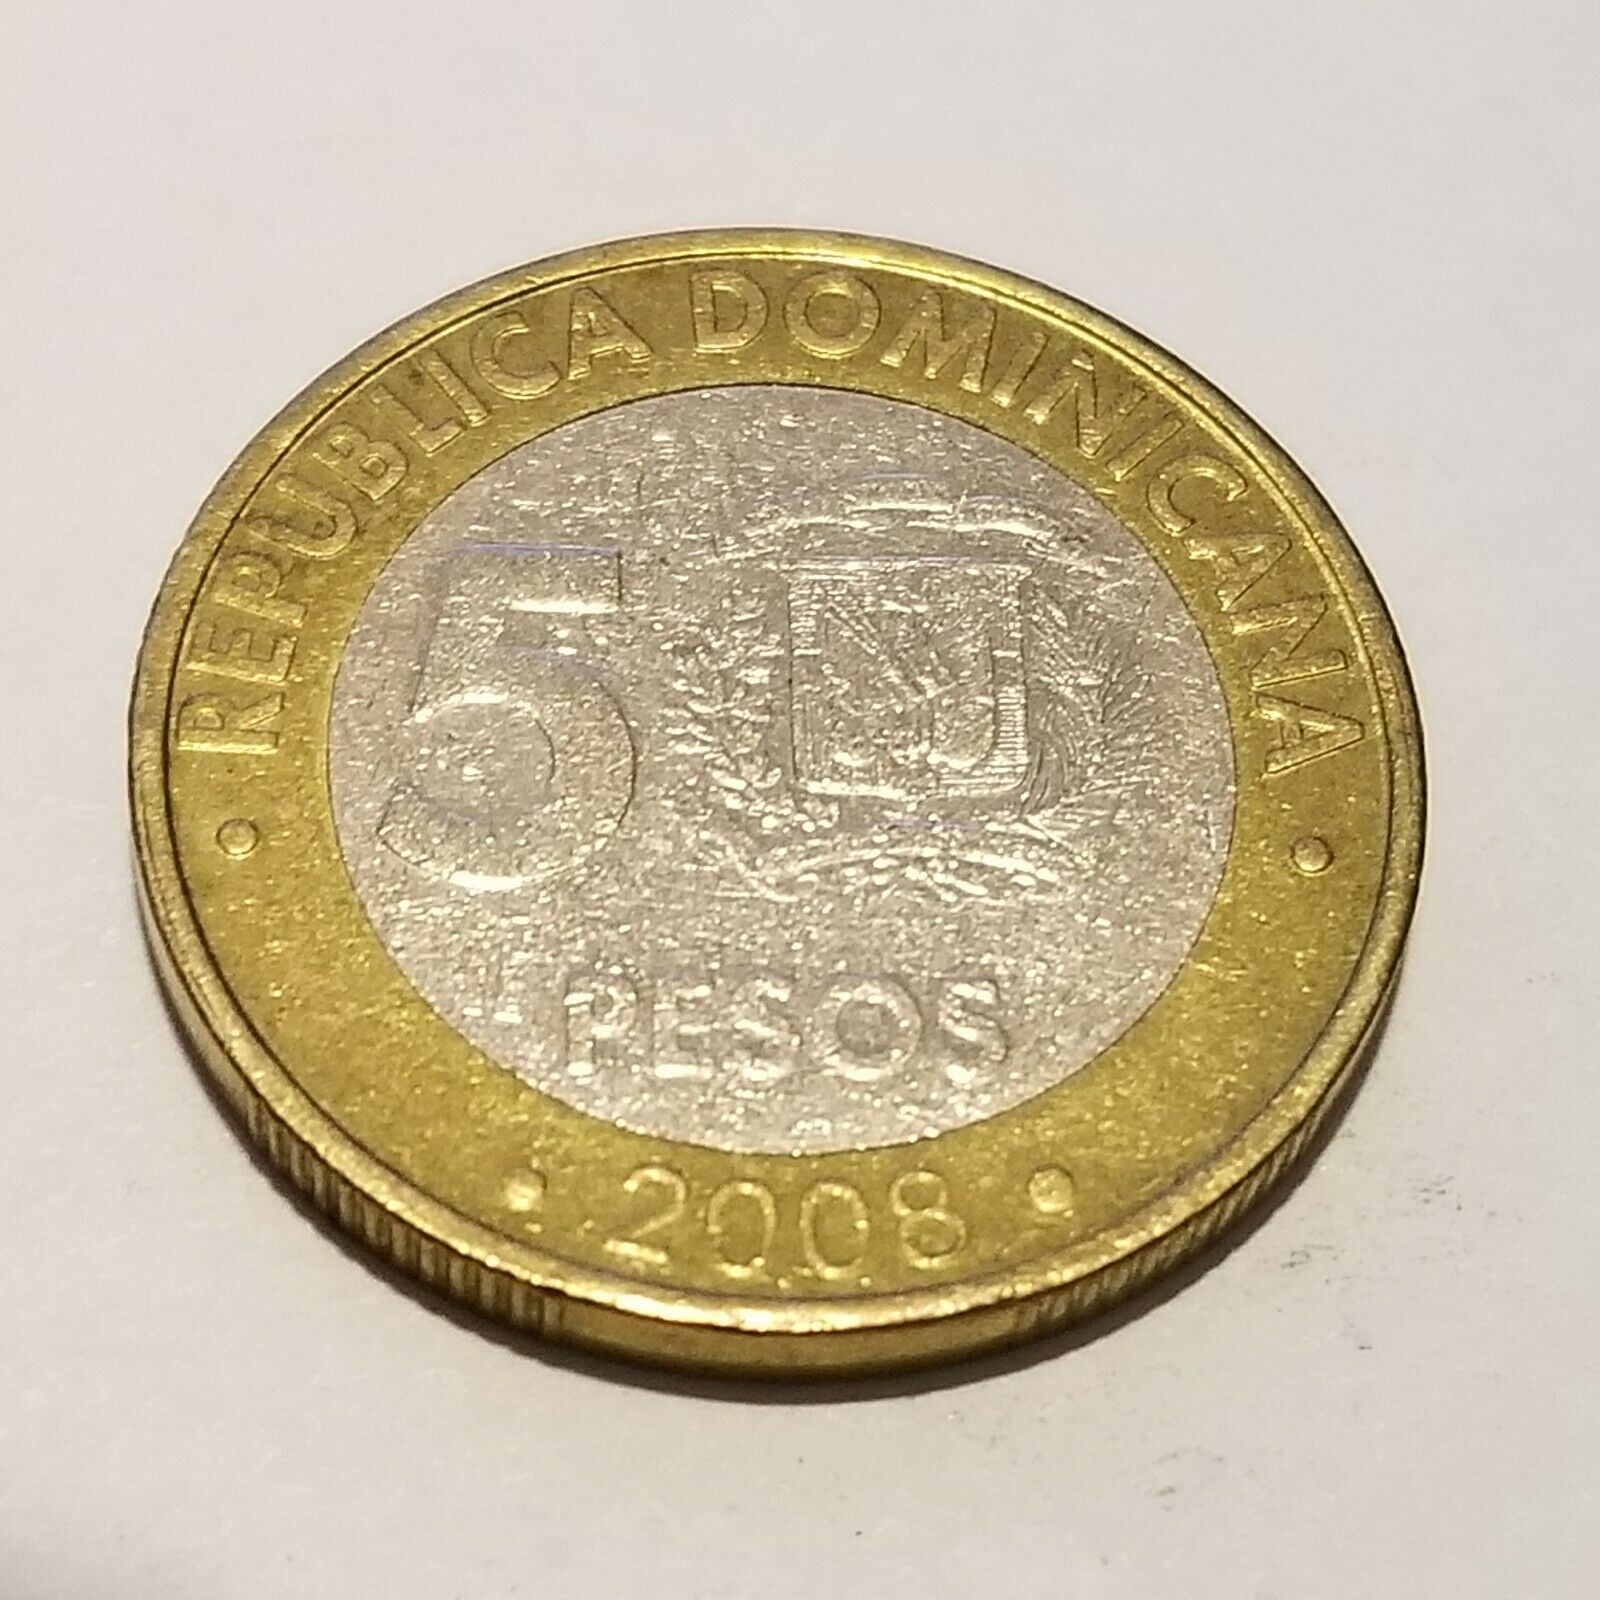 REPUBLICA DOMINICANA
5
PESOS
2008